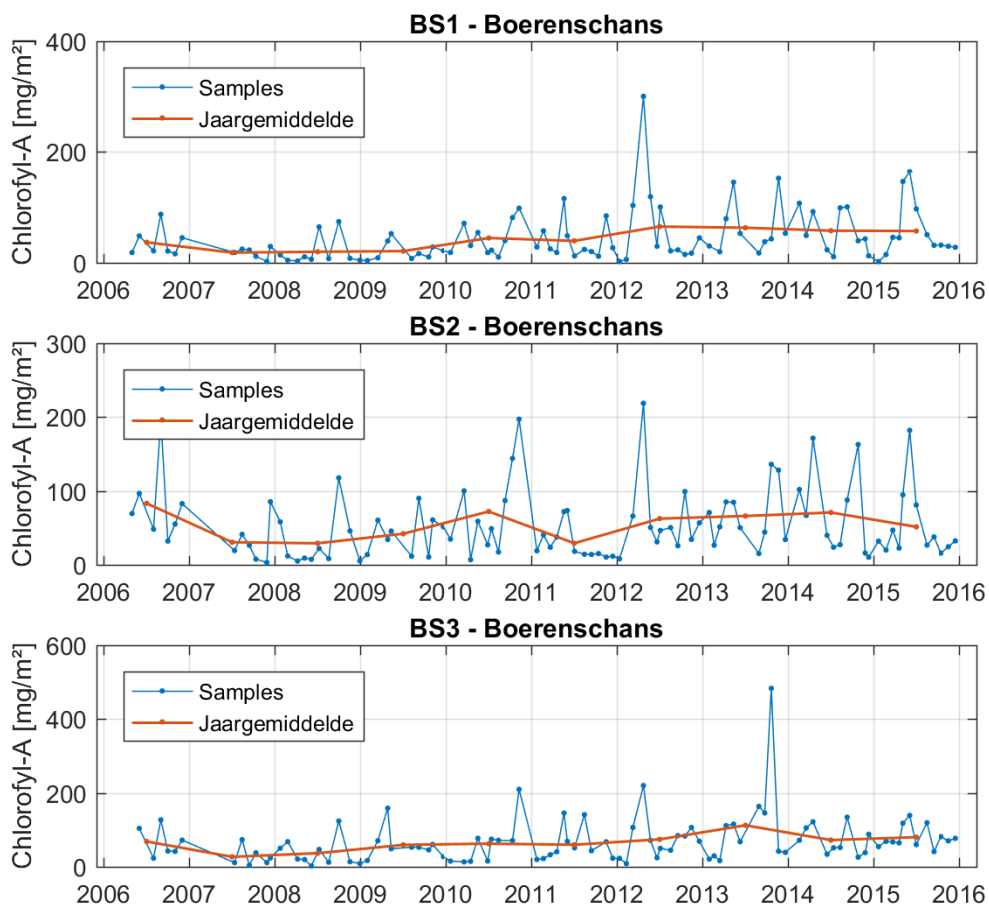 BS1 - Boerenschans
Chlorofyl-A [mg/m²]
400
200
0
Samples
Jaargemiddelde
2006 2007 2008 2009 2010 2011 2012 2013 2014 2015 2016
BS2 - Boerenschans
Chlorofyl-A [mg/m²]
300
200
100
0
Samples
Jaargemiddelde
2006 2007 2008 2009 2010 2011 2012 2013 2014 2015 2016
BS3 - Boerenschans
Chlorofyl-A [mg/m²]
600
400
200
0
Samples
Jaargemiddelde
2006 2007 2008 2009 2010 2011 2012 2013 2014 2015 2016